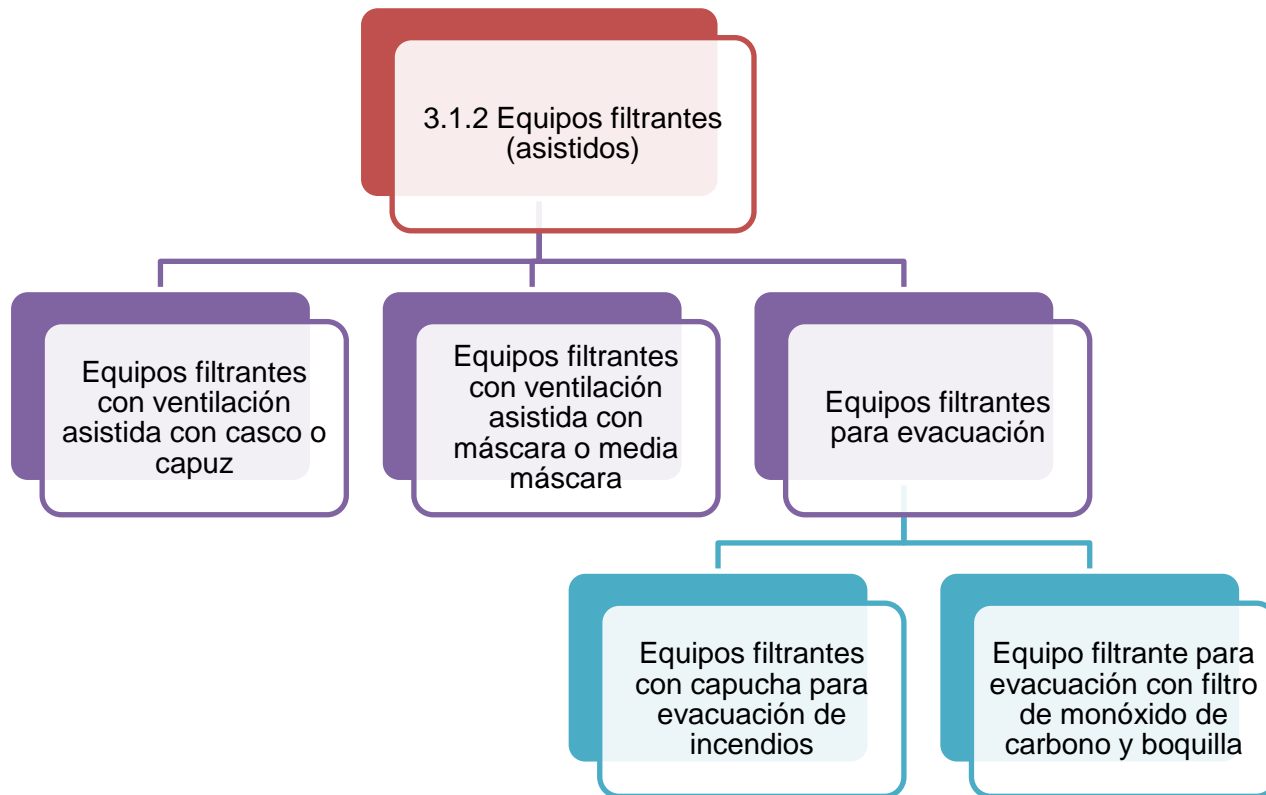 3.1.2 Equipos filtrantes
(asistidos)
Equipos filtrantes
con ventilación
asistida con casco o
capuz
Equipos filtrantes
con ventilación
asistida con
máscara o media
máscara
Equipos filtrantes
para evacuación
Equipos filtrantes
con capucha para
evacuación de
incendios
Equipo filtrante para
evacuación con filtro
de monóxido de
carbono y boquilla